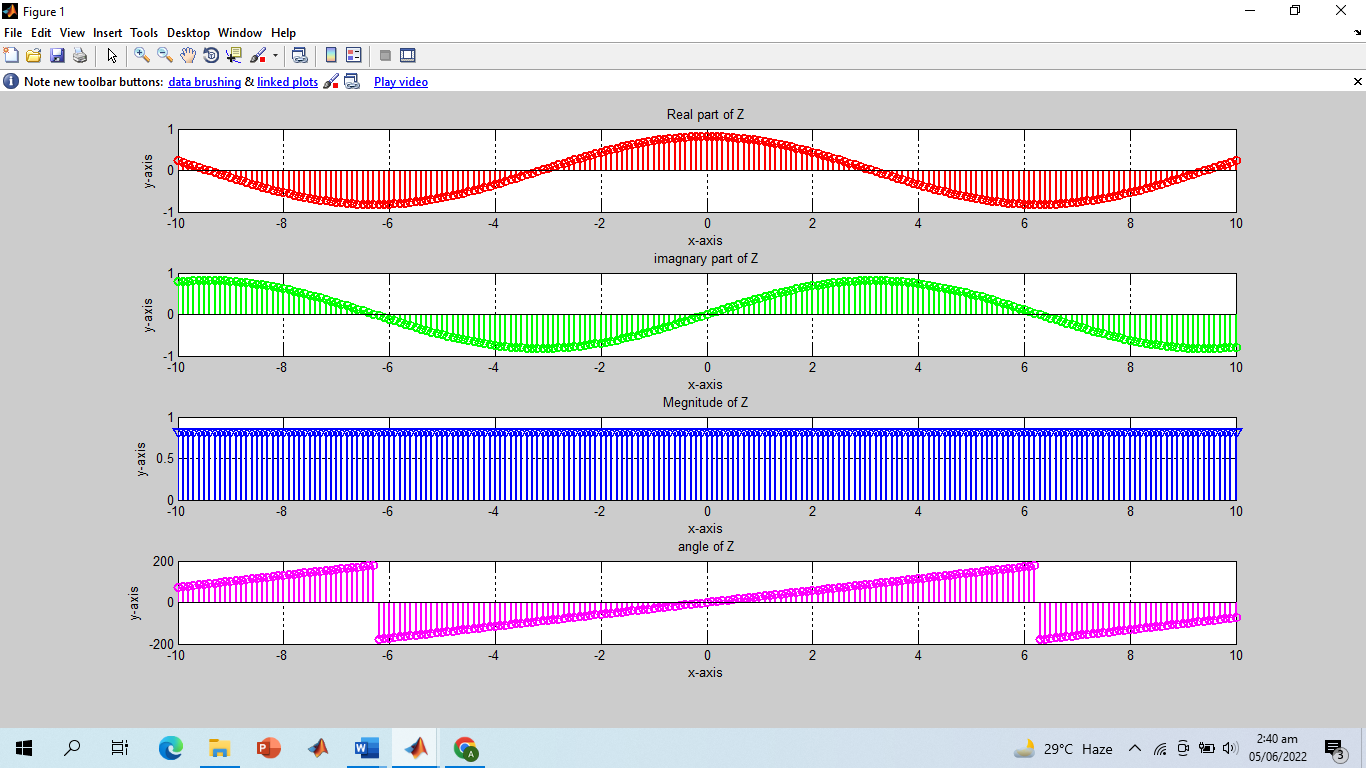 Figure 1
File Edit View Insert Tools Desktop Window Help
Note new toolbar buttons: data brushing & linked plots Play video
Real part of Z
1
0
-1
y-axis
-10 -8 -6 -4 -2 0 2 4 6 8 10
x-axis
imagnary part of Z
1
0
-1
y-axis
-10 -8 -6 -4 -2 0 2 4 6 8 10
x-axis
Megnitude of Z
1
0.5
0
y-axis
-10 -8 -6 -4 -2 0 2 4 6 8 10
x-axis
angle of Z
200
0
-200
y-axis
-10 -8 -6 -4 -2 0 2 4 6 8 10
x-axis
29°C Haze
2:40 am
05/06/2022
3